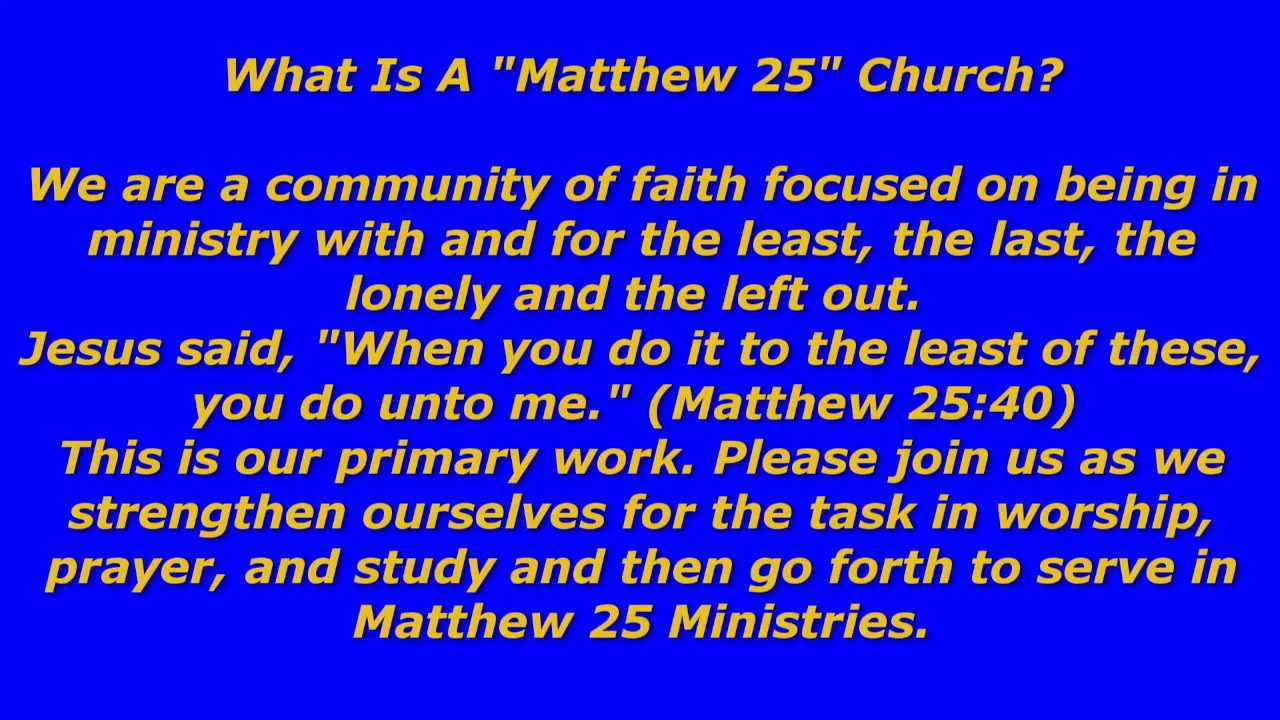 What Is A "Matthew 25" Church?
We are a community of faith focused on being in
ministry with and for the least, the last, the
lonely and the left out.
Jesus said, "When you do it to the least of these,
you do unto me." (Matthew 25:40)
This is our primary work. Please join us as we
strengthen ourselves for the task in worship,
prayer, and study and then go forth to serve in
Matthew 25 Ministries.